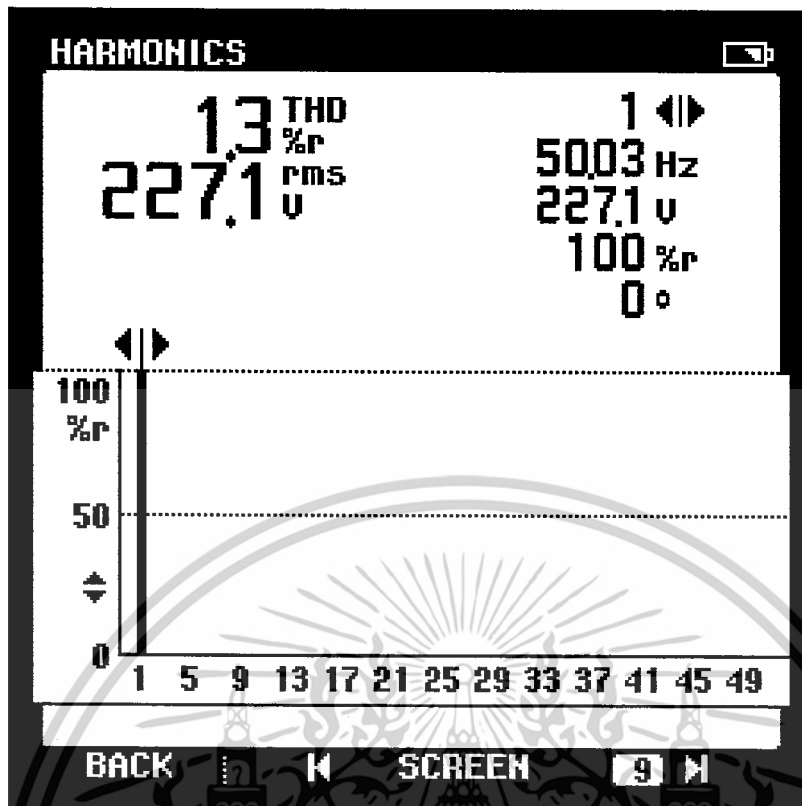 HARMONICS
1.3 THD %r
227.1 rms V
1
50.03 Hz
227.1 V
100 %r
0 °
100
%r
50
0
1 5 9 13 17 21 25 29 33 37 41 45 49
BACK SCREEN 9